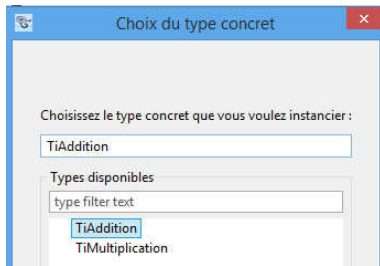 Choix du type concret
Choisissez le type concret que vous voulez instancier :
TiAddition
Types disponibles
type filter text
TiAddition
TiMultiplication